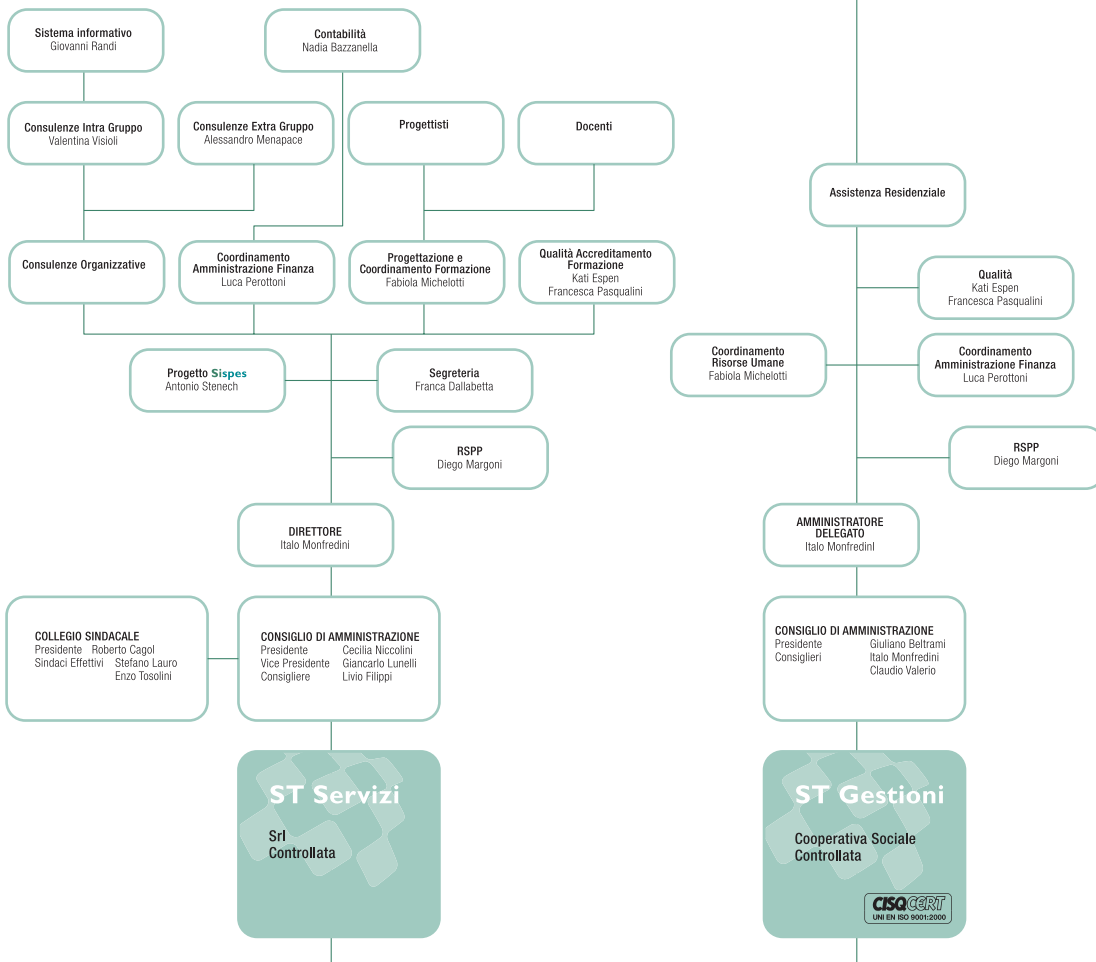 Sistema informativo
Giovanni Randi
Contabilità
Nadia Bazzanella
Consulenze Intra Gruppo
Valentina Visioli
Consulenze Extra Gruppo
Alessandro Menapace
Progettisti
Docenti
Assistenza Residenziale
Consulenze Organizzative
Coordinamento
Amministrazione Finanza
Luca Perottoni
Progettazione e
Coordinamento Formazione
Fabiola Michelotti
Qualità Accreditamento
Formazione
Kati Espen
Francesca Pasqualini
Qualità
Kati Espen
Francesca Pasqualini
Progetto Sispes
Antonio Stenech
Segreteria
Franca Dallabetta
Coordinamento
Risorse Umane
Fabiola Michelotti
Coordinamento
Amministrazione Finanza
Luca Perottoni
RSPP
Diego Margoni
RSPP
Diego Margoni
DIRETTORE
Italo Monfredini
AMMINISTRATORE
DELEGATO
Italo MonfredinI
COLLEGIO SINDACALE
Presidente Roberto Cagol
Sindaci Effettivi Stefano Lauro
Enzo Tosolini
CONSIGLIO DI AMMINISTRAZIONE
Presidente Cecilia Niccolini
Vice Presidente Giancarlo Lunelli
Consigliere Livio Filippi
CONSIGLIO DI AMMINISTRAZIONE
Presidente Giuliano Beltrami
Consiglieri Italo Monfredini
Claudio Valerio
ST Servizi
Srl
Controllata
ST Gestioni
Cooperativa Sociale
Controllata
CISQCERT
UNI EN ISO 9001:2000